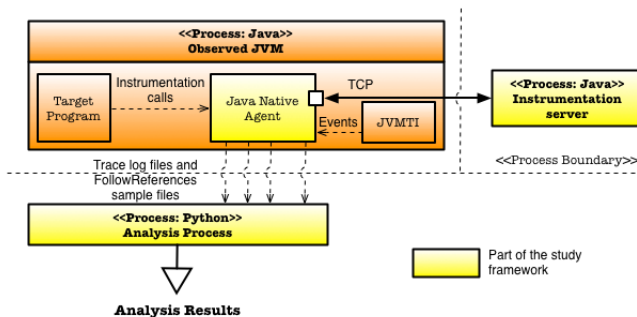 <<Process: Java>>
Observed JVM
Target
Program
Instrumentation
calls
Java Native
Agent
TCP
Events
JVMTI
<<Process: Java>>
Instrumentation
server
<<Process Boundary>>
Trace log files and
FollowReferences
sample files
<<Process: Python>>
Analysis Process
Analysis Results
Part of the study
framework